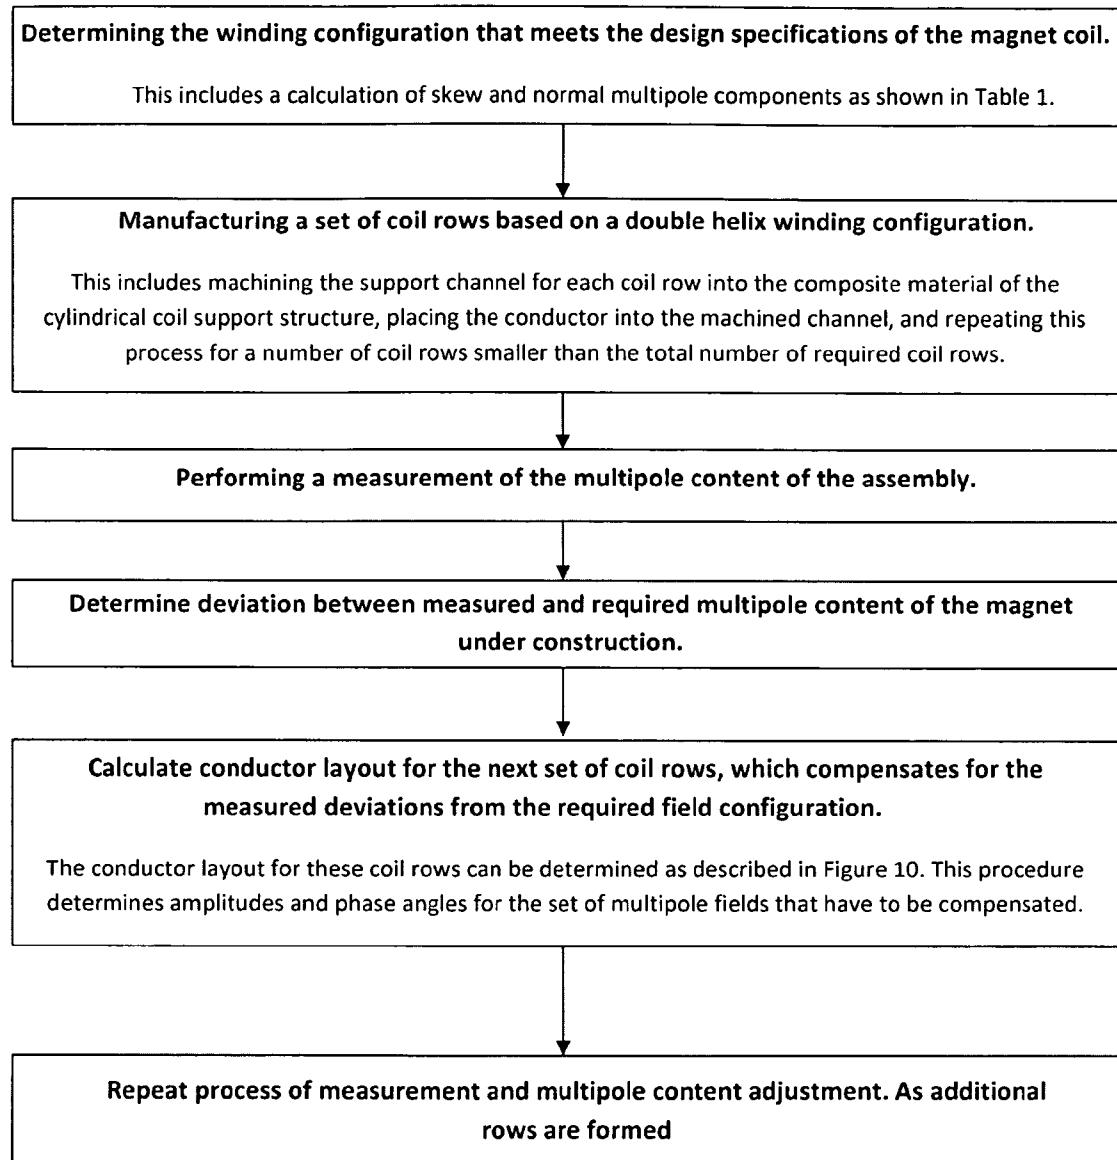 Determining the winding configuration that meets the design specifications of the magnet coil.
This includes a calculation of skew and normal multipole components as shown in Table 1.
Manufacturing a set of coil rows based on a double helix winding configuration.
This includes machining the support channel for each coil row into the composite material of the
cylindrical coil support structure, placing the conductor into the machined channel, and repeating this
process for a number of coil rows smaller than the total number of required coil rows.
Performing a measurement of the multipole content of the assembly.
Determine deviation between measured and required multipole content of the magnet
under construction.
Calculate conductor layout for the next set of coil rows, which compensates for the
measured deviations from the required field configuration.
The conductor layout for these coil rows can be determined as described in Figure 10. This procedure
determines amplitudes and phase angles for the set of multipole fields that have to be compensated.
Repeat process of measurement and multipole content adjustment. As additional
rows are formed